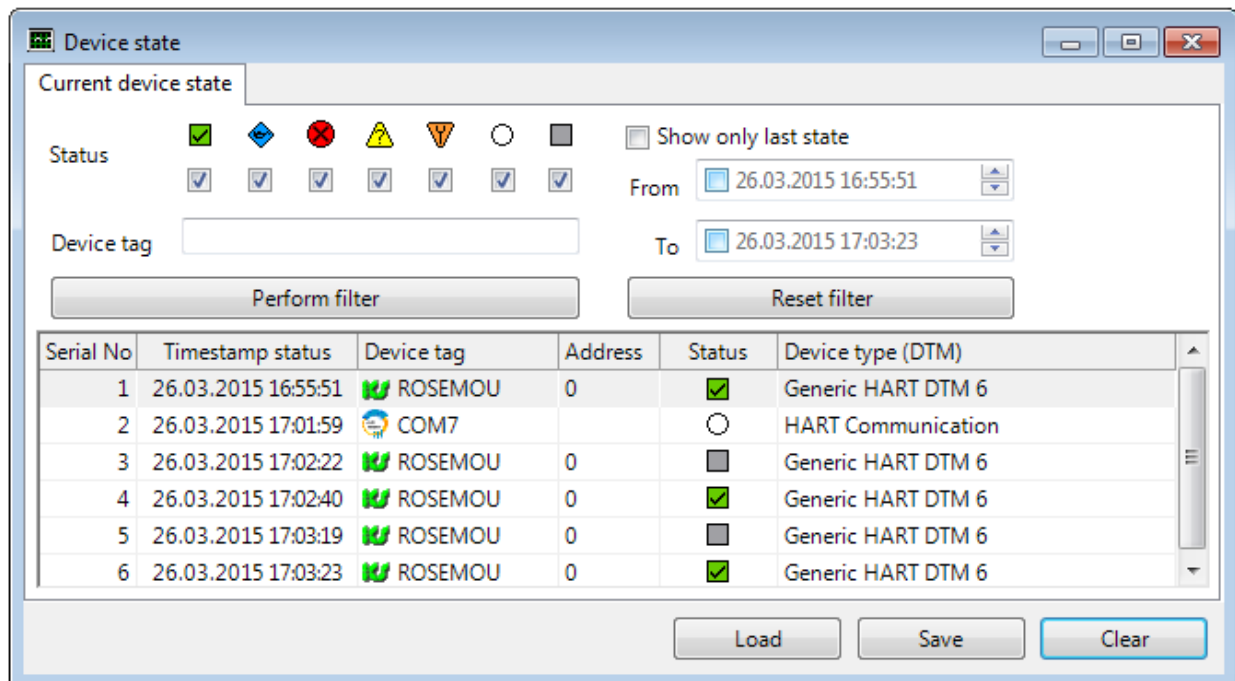 Device state
Current device state
Status
Show only last state
From 26.03.2015 16:55:51
Device tag
To 26.03.2015 17:03:23
Perform filter Reset filter
Serial No Timestamp status Device tag Address Status Device type (DTM)
1 26.03.2015 16:55:51 ROSEMOU 0 Generic HART DTM 6
2 26.03.2015 17:01:59 COM7 HART Communication
3 26.03.2015 17:02:22 ROSEMOU 0 Generic HART DTM 6
4 26.03.2015 17:02:40 ROSEMOU 0 Generic HART DTM 6
5 26.03.2015 17:03:19 ROSEMOU 0 Generic HART DTM 6
6 26.03.2015 17:03:23 ROSEMOU 0 Generic HART DTM 6
Load Save Clear